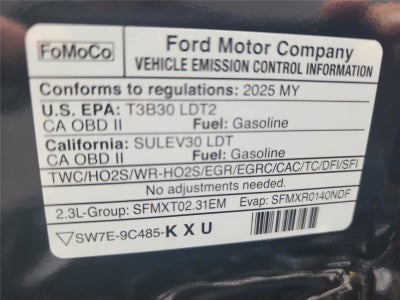 FoMoCo
Ford Motor Company
VEHICLE EMISSION CONTROL INFORMATION
Conforms to regulations: 2025 MY
U.S. EPA: T3B30 LDT2
CA OBD II Fuel: Gasoline
California: SULEV30 LDT
CA OBD II Fuel: Gasoline
TWC/HO2S/WR-HO2S/EGR/EGRC/CAC/TC/DFI/SFI
No adjustments needed.
2.3L-Group: SFMXT02.31EM Evap: SFMXR0140NDF
SW7E-9C485-KXU